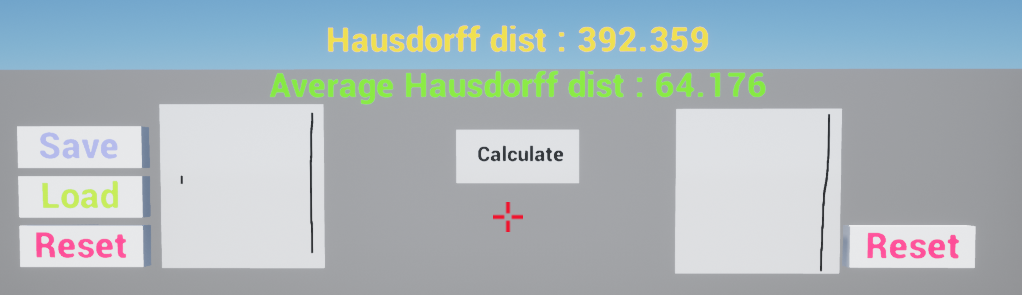 Hausdorff dist : 392.359
Average Hausdorff dist : 64.176
Save
Load
Reset
Calculate
Reset